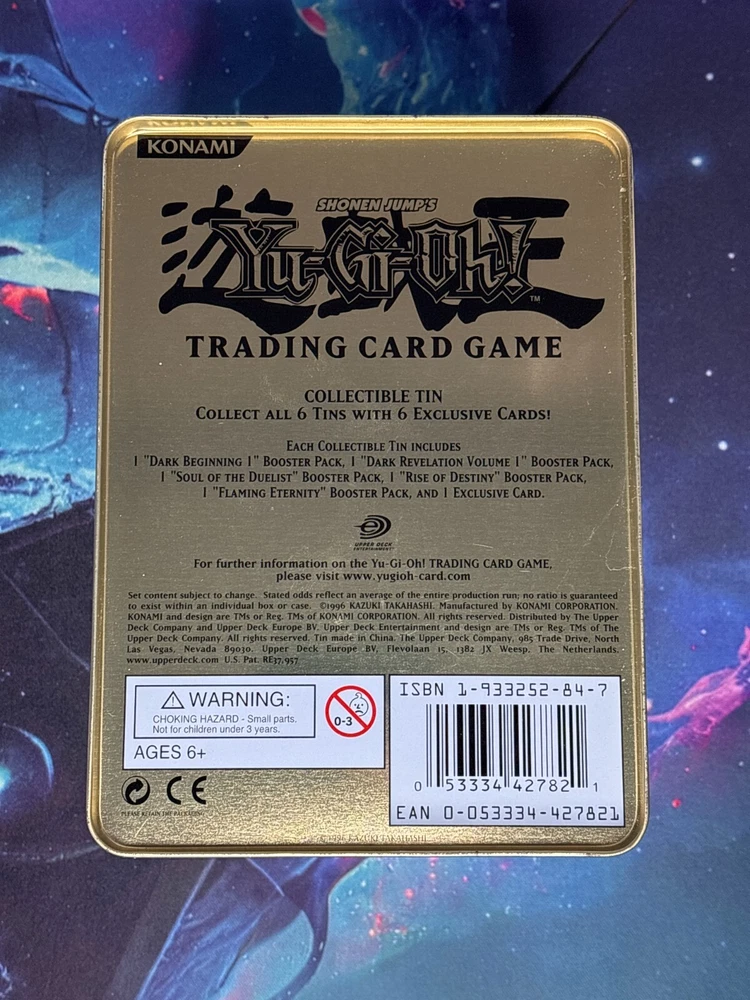 KONAMI
SHONEN JUMP'S
遊戯王
Yu-Gi-Oh!
TM
TRADING CARD GAME
COLLECTIBLE TIN
COLLECT ALL 6 TINS WITH 6 EXCLUSIVE CARDS!
EACH COLLECTIBLE TIN INCLUDES
1 "DARK BEGINNING 1" BOOSTER PACK, 1 "DARK REVELATION VOLUME 1" BOOSTER PACK,
1 "SOUL OF THE DUELIST" BOOSTER PACK, 1 "RISE OF DESTINY" BOOSTER PACK,
1 "FLAMING ETERNITY" BOOSTER PACK, AND 1 EXCLUSIVE CARD.
UPPER DECK
ENTERTAINMENT
For further information on the Yu-Gi-Oh! TRADING CARD GAME,
please visit www.yugioh-card.com
Set content subject to change. Stated odds reflect an average of the entire production run; no ratio is guaranteed
to exist within an individual box or case. ©1996 KAZUKI TAKAHASHI. Manufactured by KONAMI CORPORATION.
KONAMI and design are TMs or Reg. TMs of KONAMI CORPORATION. All rights reserved. Distributed by The Upper
Deck Company and Upper Deck Europe BV. Upper Deck Entertainment and design are TMs or Reg. TMs of The
Upper Deck Company. All rights reserved. Tin made in China. The Upper Deck Company, 985 Trade Drive, North
Las Vegas, Nevada 89030. Upper Deck Europe BV, Flevolaan 15, 1382 JX Weesp, The Netherlands.
www.upperdeck.com U.S. Pat. RE37,957
WARNING:
CHOKING HAZARD - Small parts.
Not for children under 3 years.
0-3
AGES 6+
ISBN 1-933252-84-7
0 53334 42782 1
EAN 0-053334-427821
CE
PLEASE RETAIN THE PACKAGING
©1996 KAZUKI TAKAHASHI